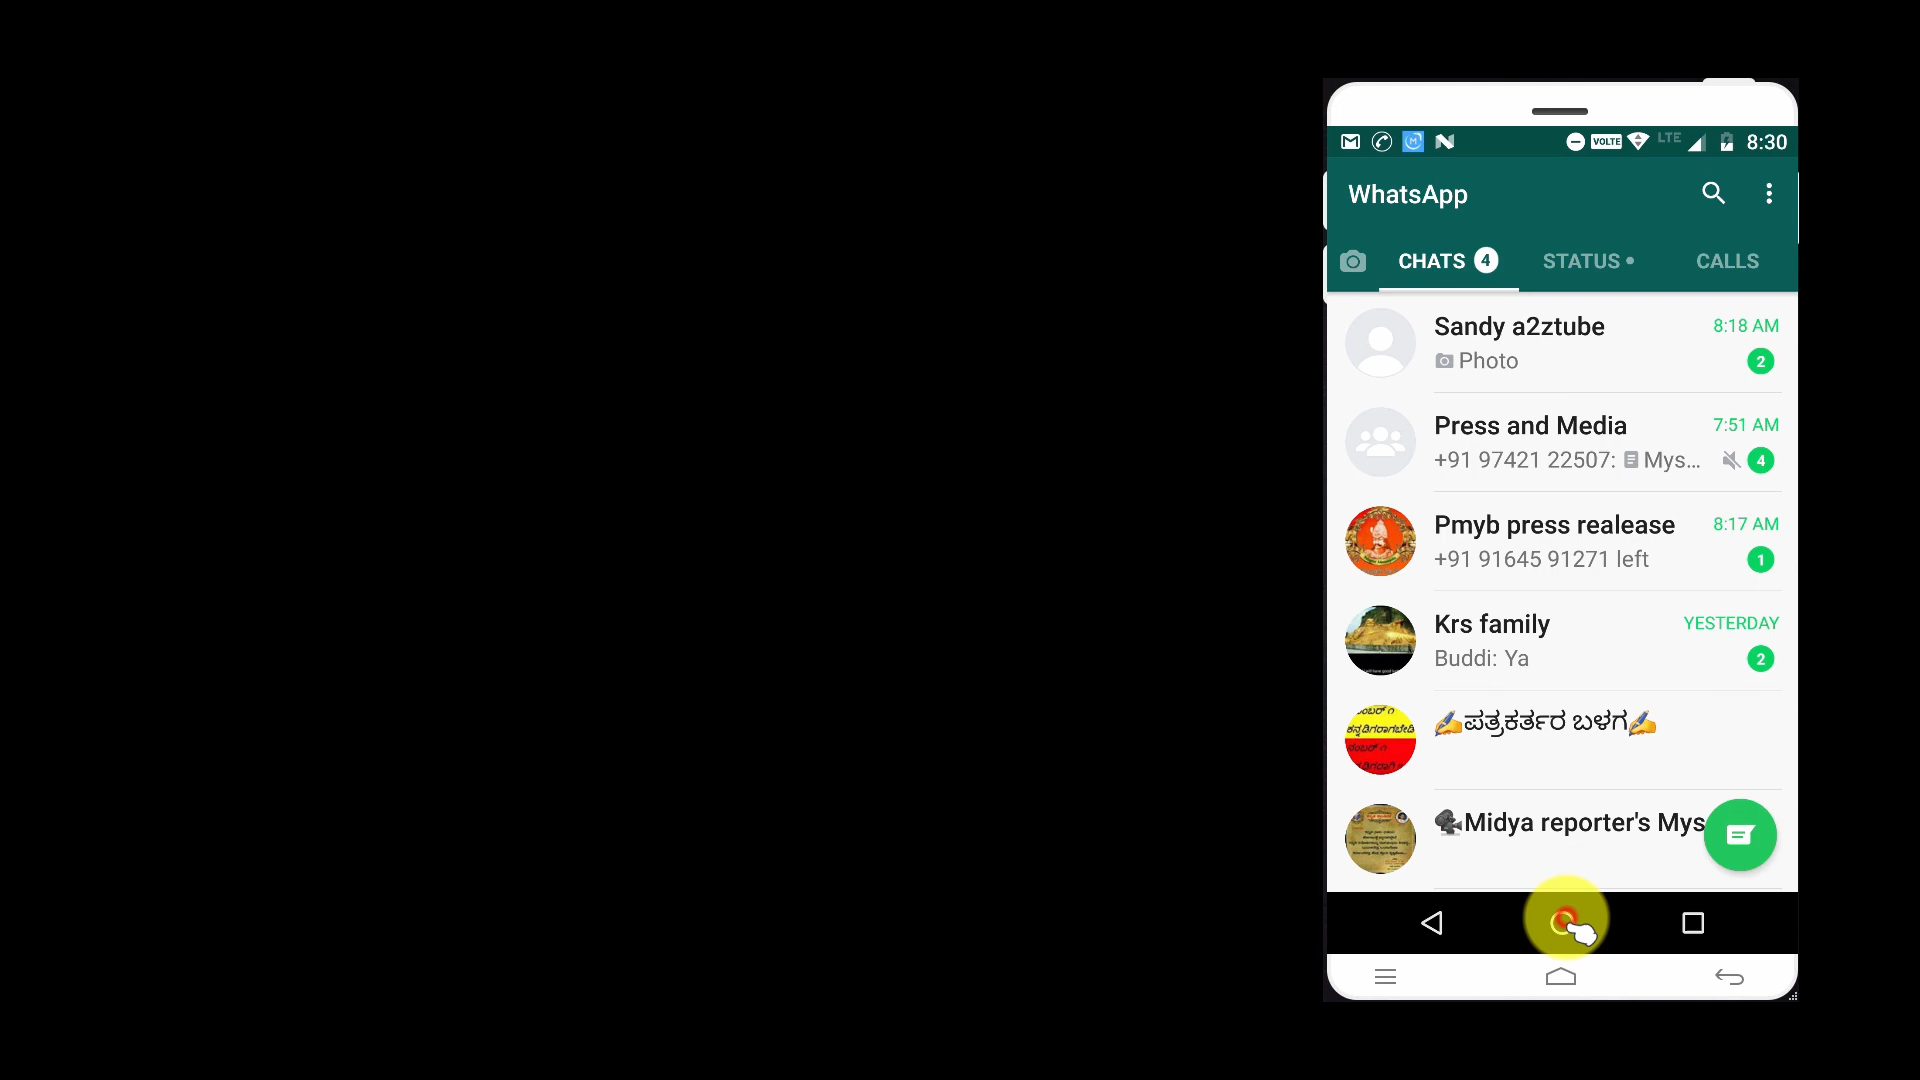 VOLTE LTE 8:30
WhatsApp
CHATS 4 STATUS CALLS
Sandy a2ztube 8:18 AM
Photo 2
Press and Media 7:51 AM
+91 97421 22507: Mys... 4
Pmyb press realease 8:17 AM
+91 91645 91271 left 1
Krs family YESTERDAY
Buddi: Ya 2
✍️ಪತ್ರಕರ್ತರ ಬಳಗ✍️
🗣️Midya reporter's Mys